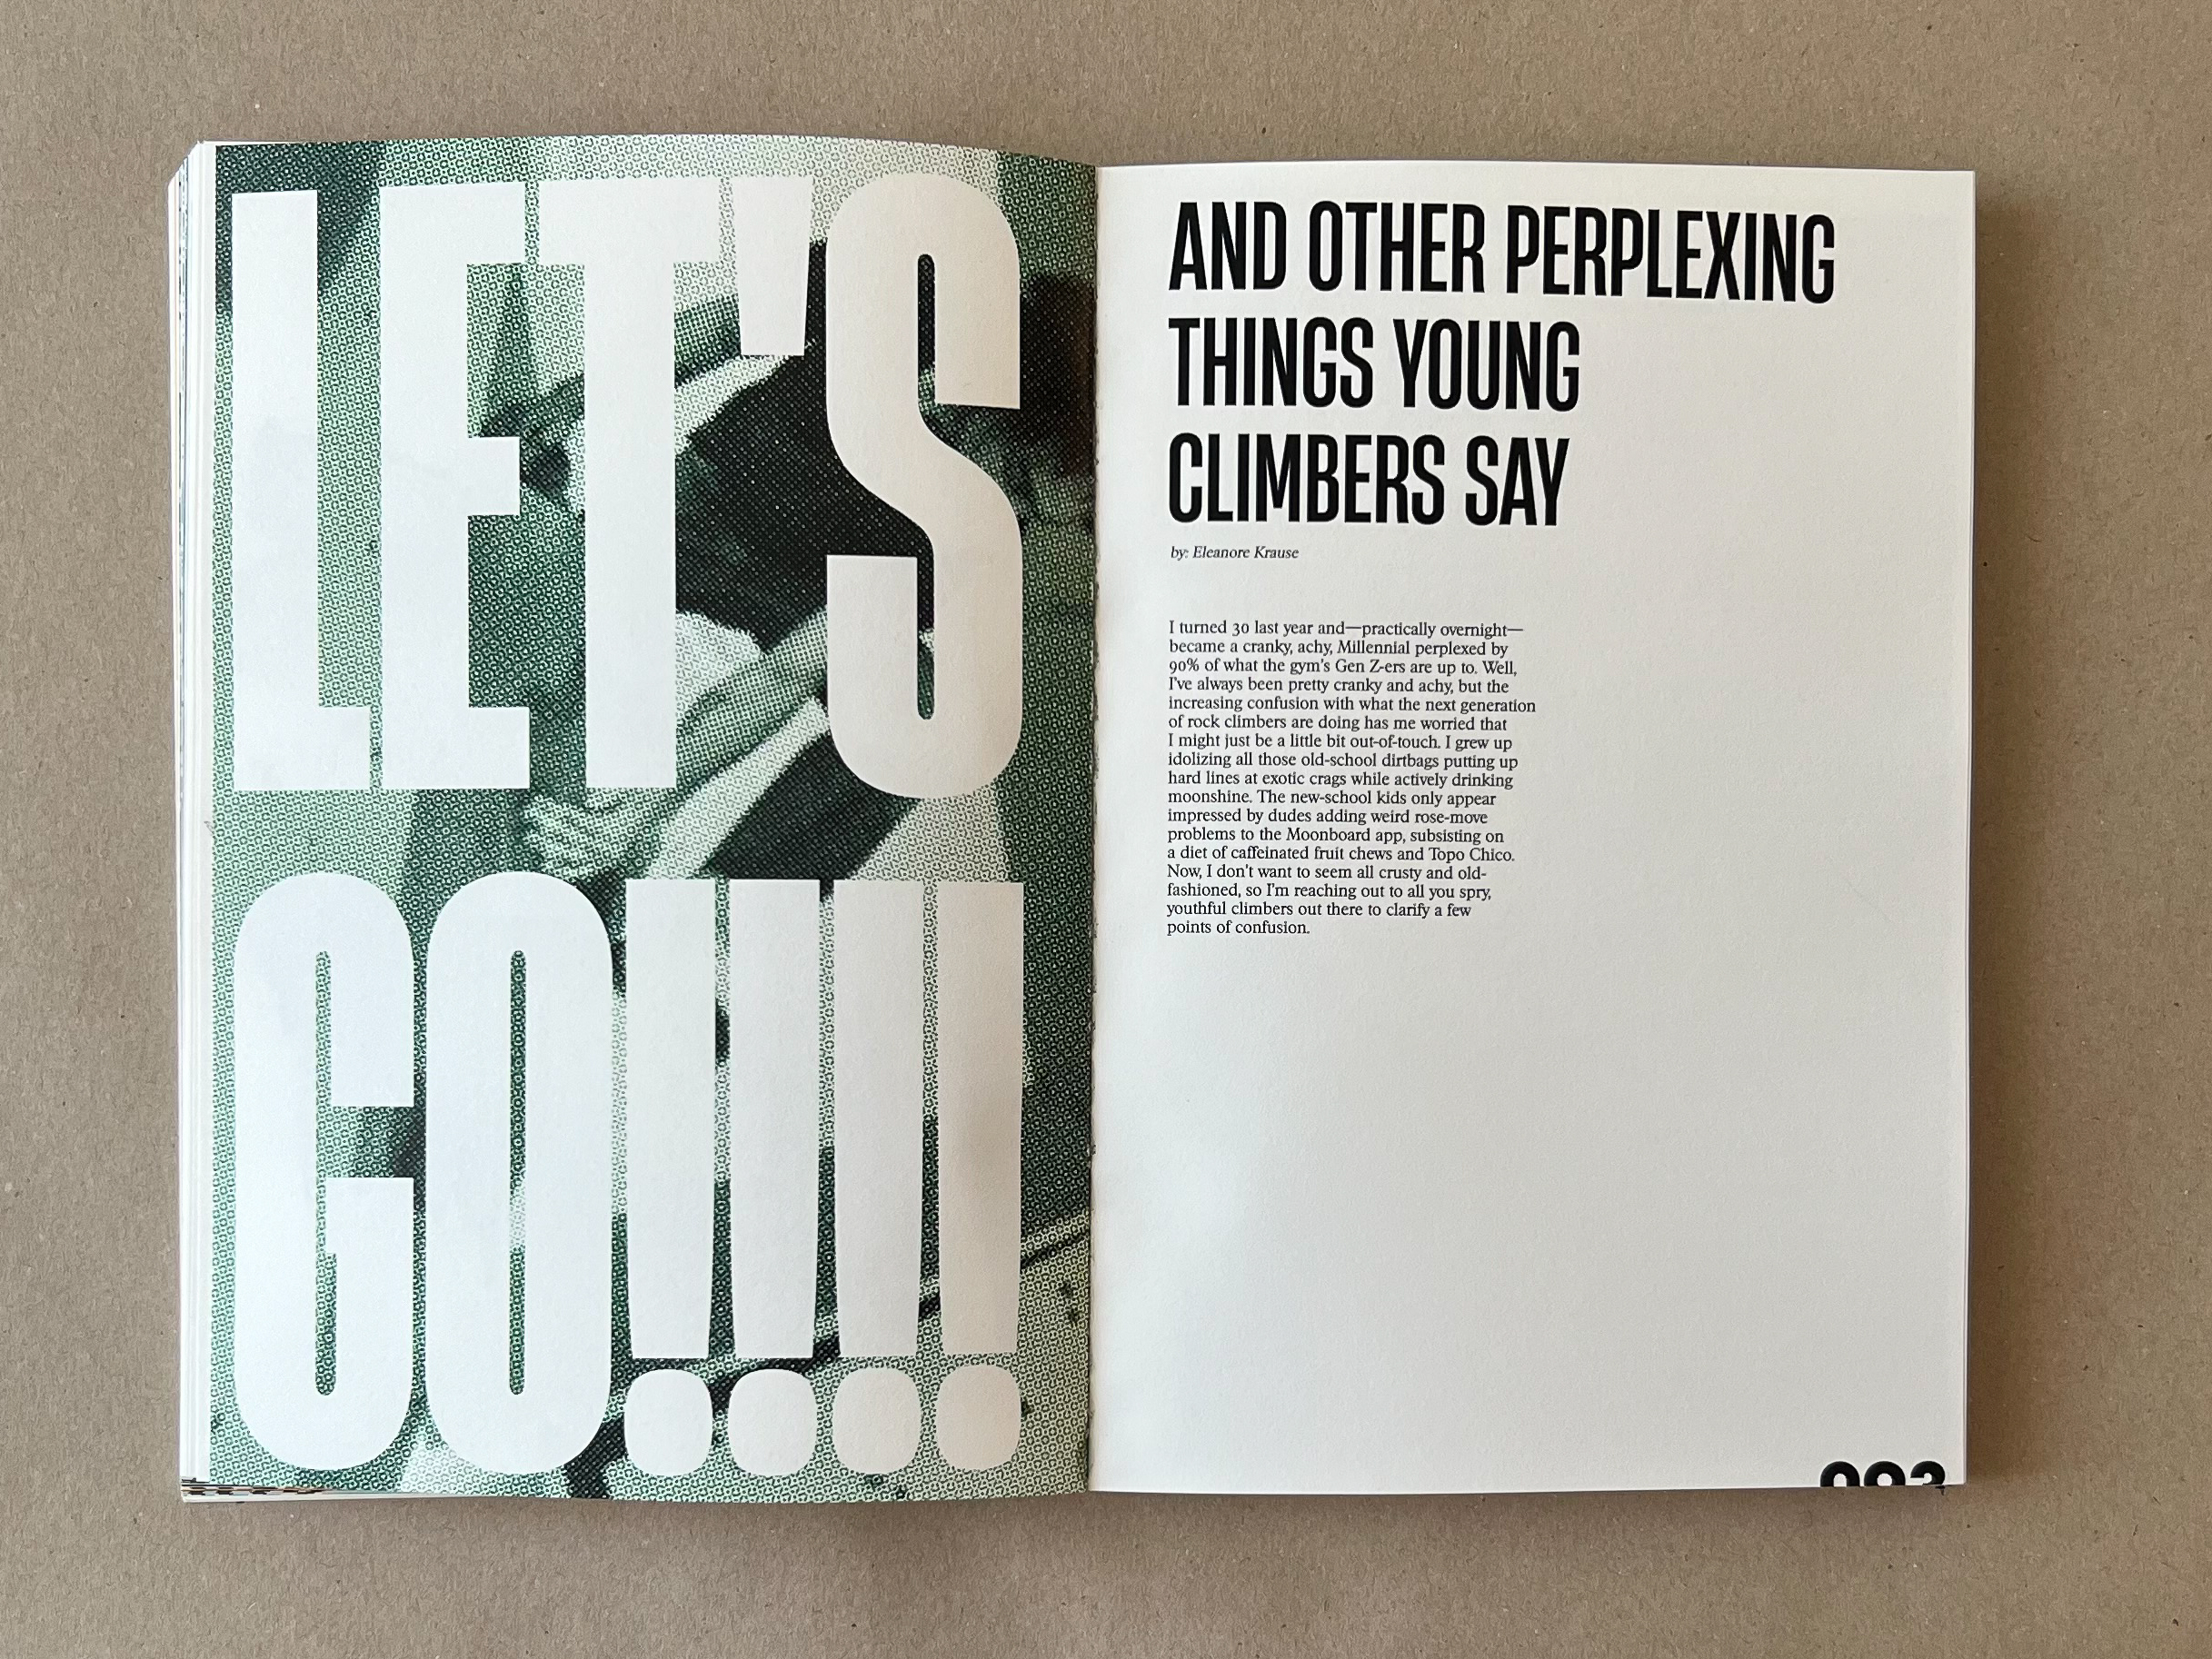 LET'S
GO!!!!
AND OTHER PERPLEXING
THINGS YOUNG
CLIMBERS SAY
by: Eleanore Krause
I turned 30 last year and—practically overnight—
became a cranky, achy, Millennial perplexed by
90% of what the gym's Gen Z-ers are up to. Well,
I've always been pretty cranky and achy, but the
increasing confusion with what the next generation
of rock climbers are doing has me worried that
I might just be a little bit out-of-touch. I grew up
idolizing all those old-school dirtbags putting up
hard lines at exotic crags while actively drinking
moonshine. The new-school kids only appear
impressed by dudes adding weird rose-move
problems to the Moonboard app, subsisting on
a diet of caffeinated fruit chews and Topo Chico.
Now, I don't want to seem all crusty and old-
fashioned, so I'm reaching out to all you spry,
youthful climbers out there to clarify a few
points of confusion.